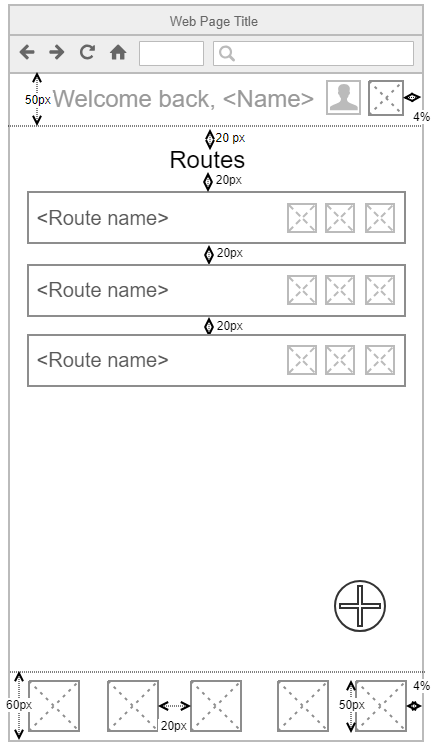 Web Page Title
50px
Welcome back, <Name>
4%
20 px
Routes
20px
<Route name>
20px
<Route name>
20px
<Route name>
4%
60px
20px
50px